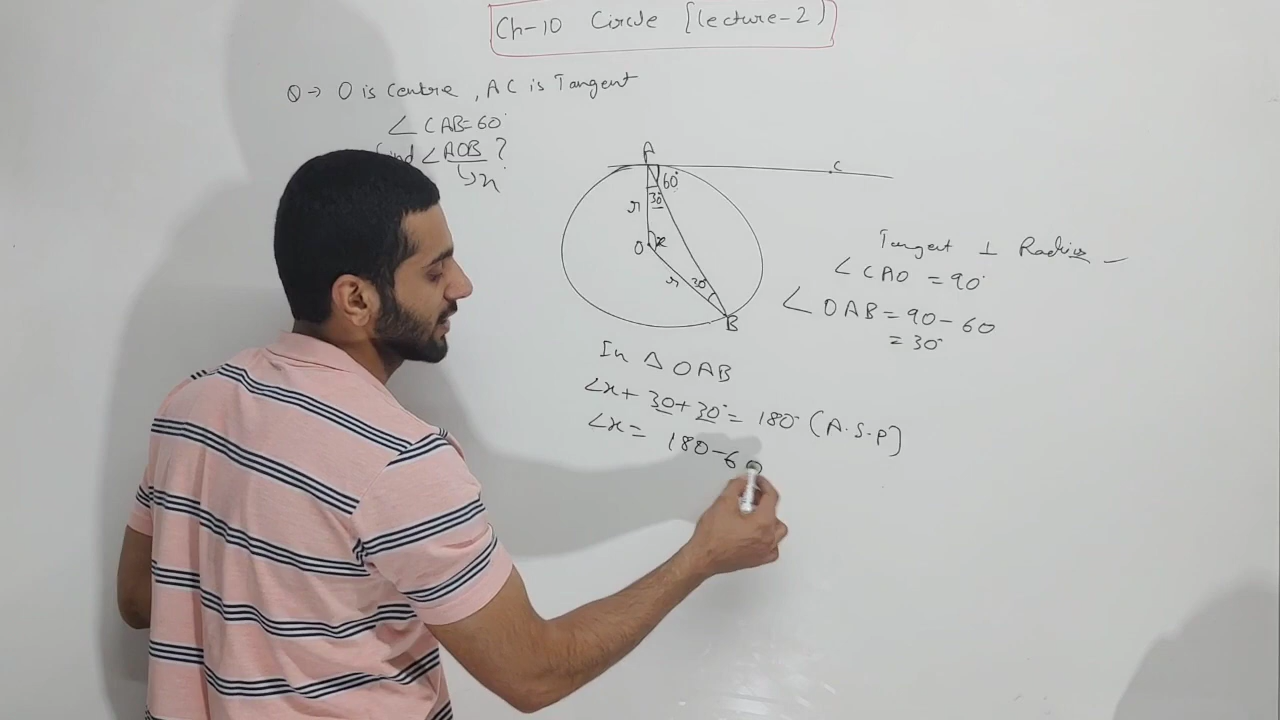 Ch-10 Circle [lecture-2)
Q→ O is Centre, AC is Tangent
∠CAB=60°
find ∠AOB ?
↳x
A
C
60°
30°
r
O
x
r
30°
B
Tangent ⊥ Radius
∠CAO = 90°
∠OAB = 90-60
= 30°
In △OAB
∠x + 30 + 30° = 180° (A.S.P)
∠x = 180-60